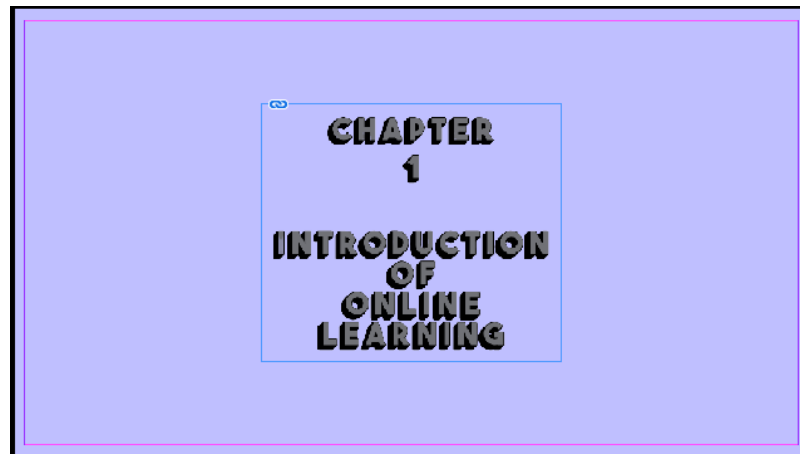 CHAPTER
1
INTRODUCTION
OF
ONLINE
LEARNING